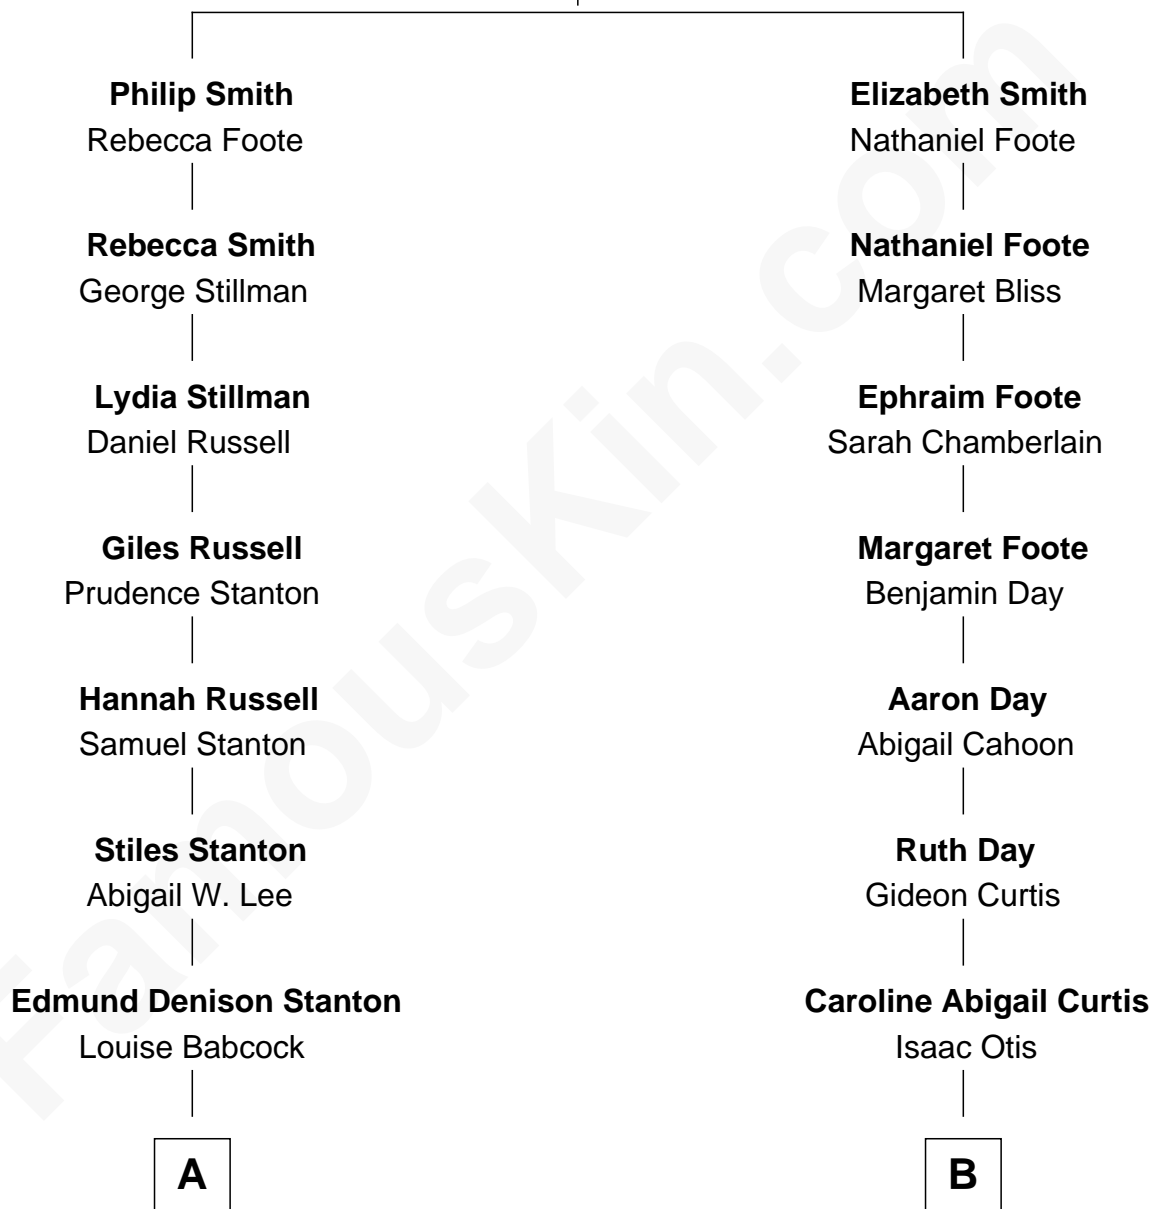 Philip Smith
Rebecca Foote
Rebecca Smith
George Stillman
Lydia Stillman
Daniel Russell
Giles Russell
Prudence Stanton
Hannah Russell
Samuel Stanton
Stiles Stanton
Abigail W. Lee
Edmund Denison Stanton
Louise Babcock
A
Elizabeth Smith
Nathaniel Foote
Nathaniel Foote
Margaret Bliss
Ephraim Foote
Sarah Chamberlain
Margaret Foote
Benjamin Day
Aaron Day
Abigail Cahoon
Ruth Day
Gideon Curtis
Caroline Abigail Curtis
Isaac Otis
B
FamousKin.com